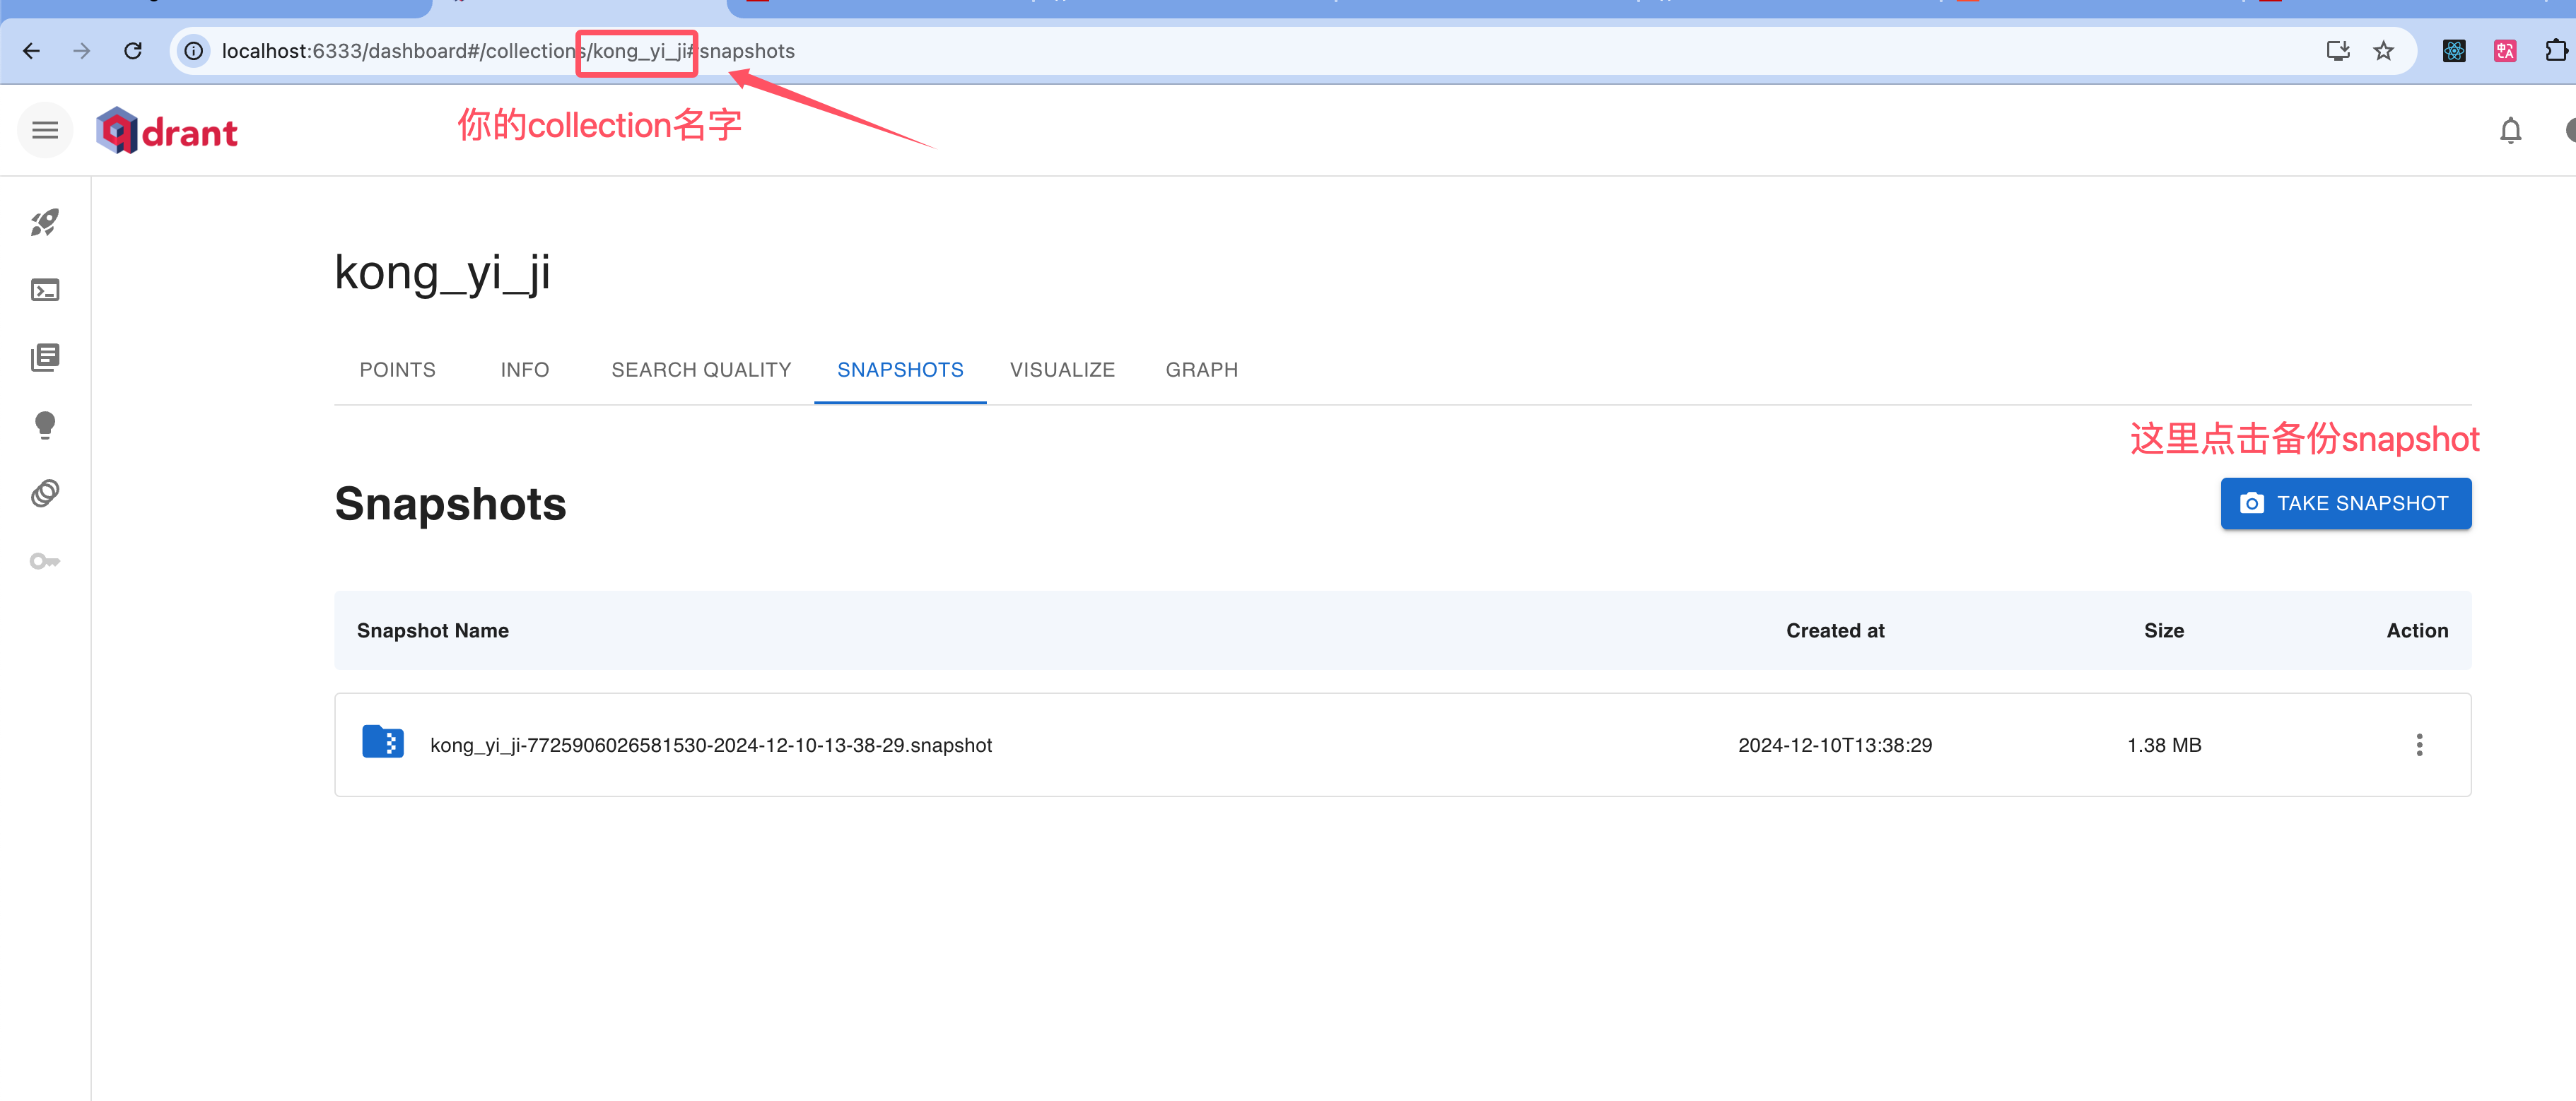 localhost:6333/dashboard#/collections/kong_yi_ji#snapshots
你的collection名字
qdrant
kong_yi_ji
POINTS INFO SEARCH QUALITY SNAPSHOTS VISUALIZE GRAPH
这里点击备份snapshot
Snapshots
TAKE SNAPSHOT
Snapshot Name Created at Size Action
kong_yi_ji-7725906026581530-2024-12-10-13-38-29.snapshot 2024-12-10T13:38:29 1.38 MB